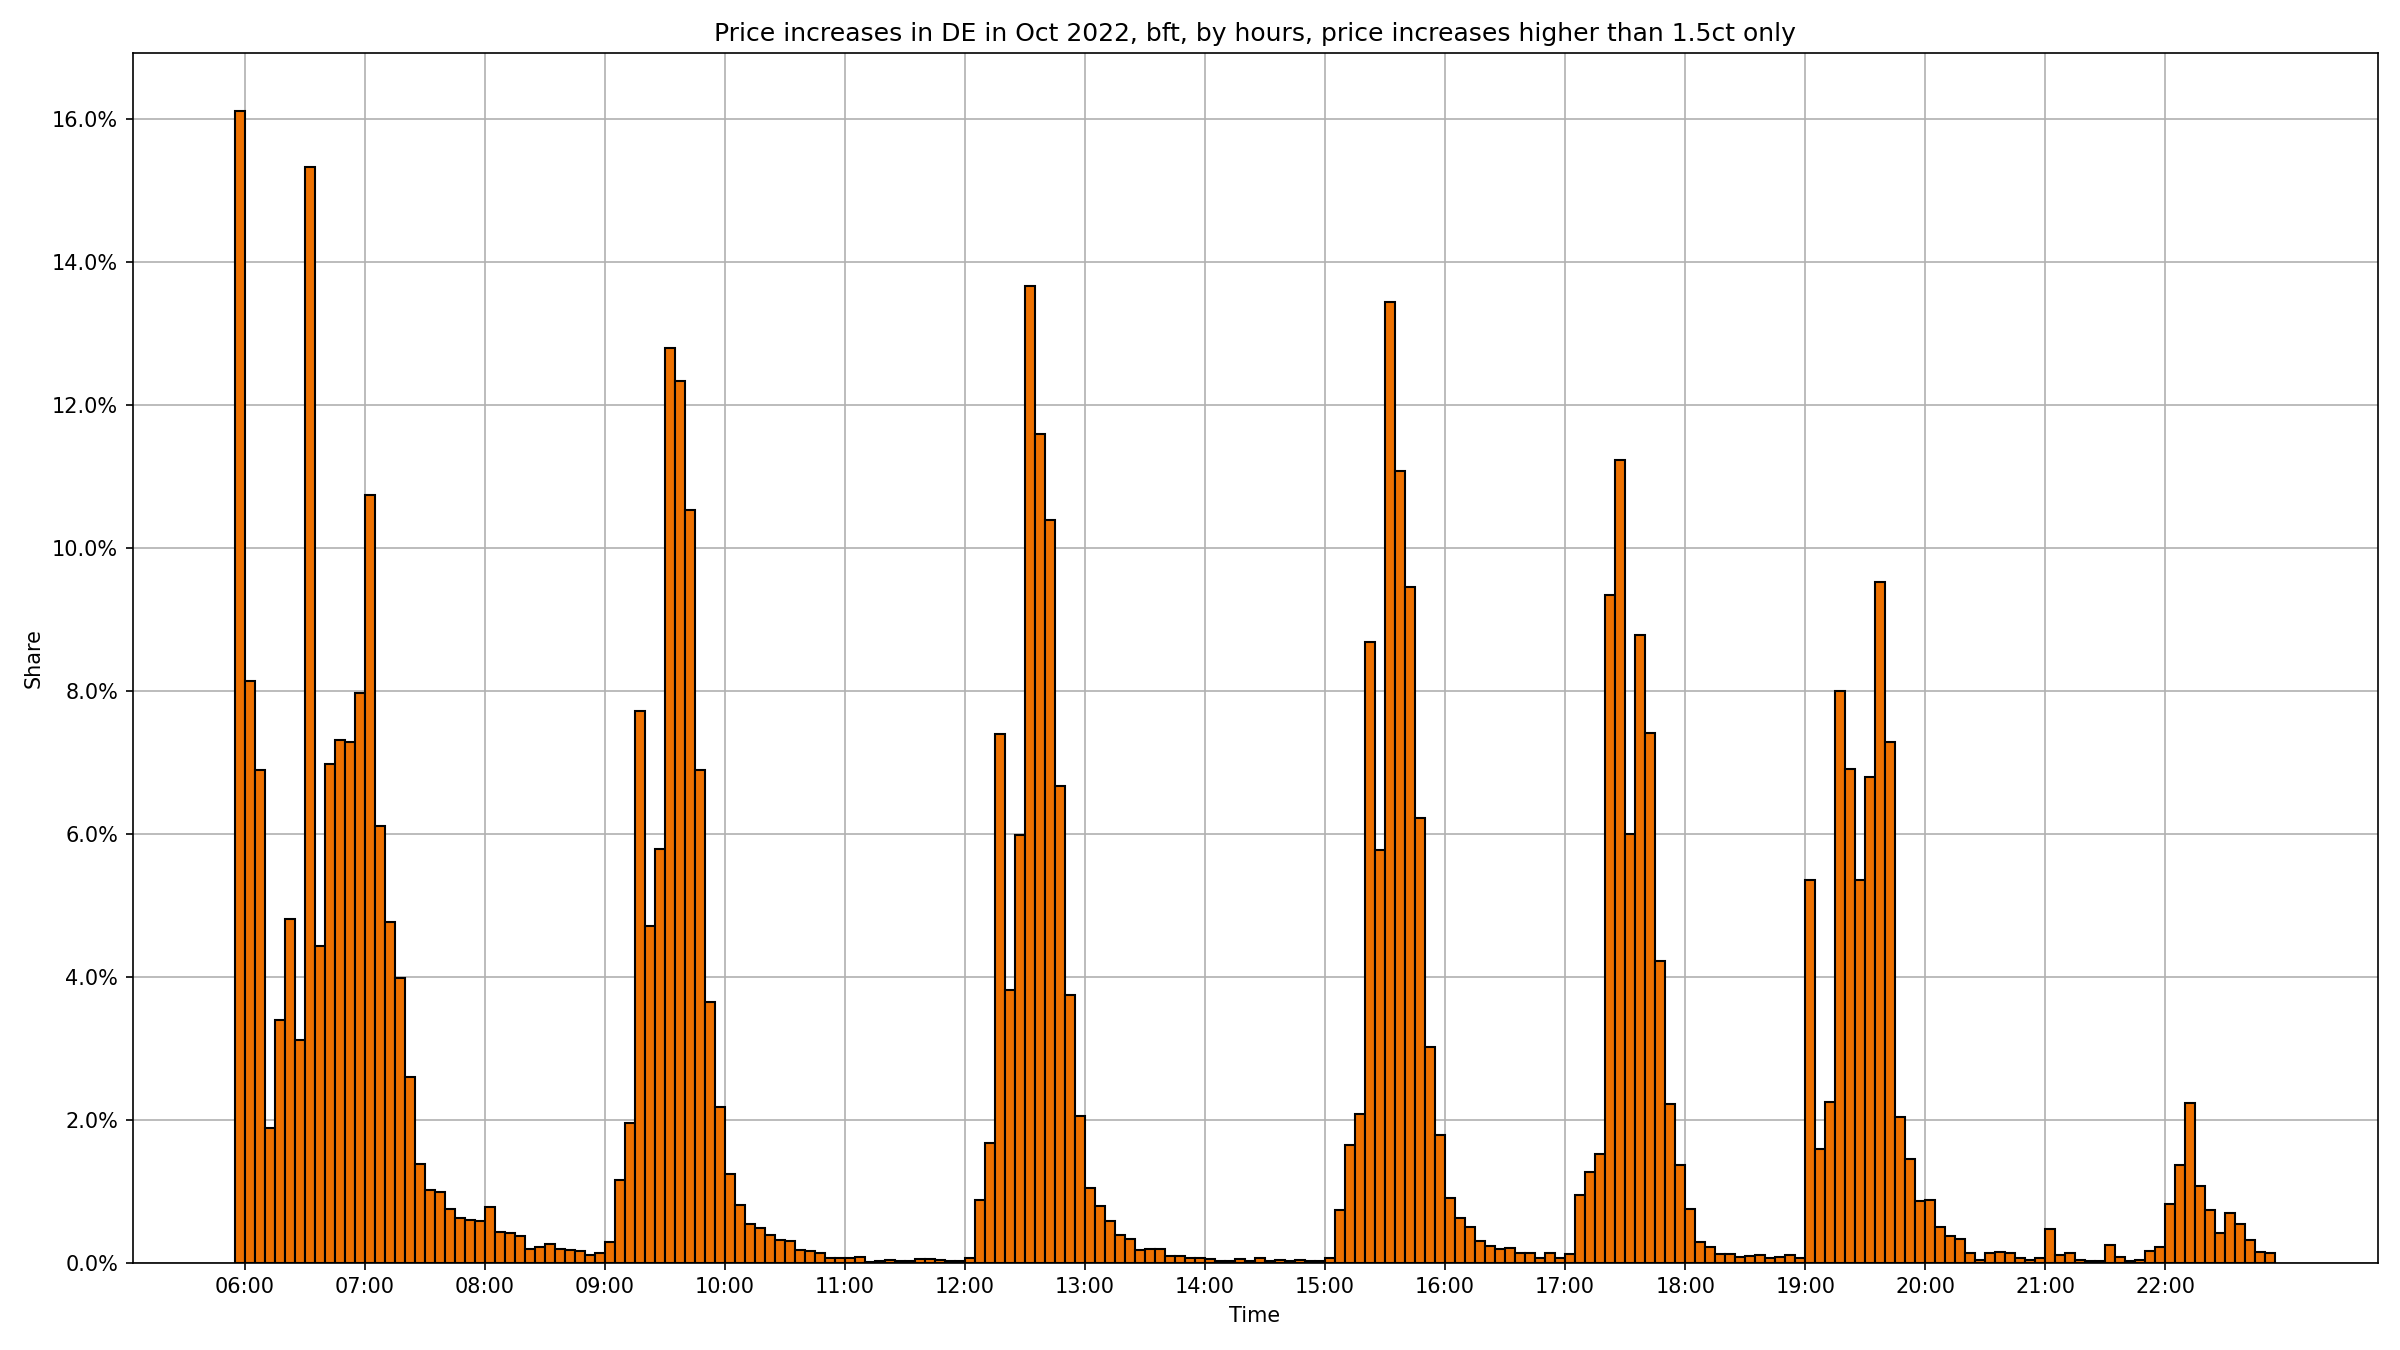 Price increases in DE in Oct 2022, bft, by hours, price increases higher than 1.5ct only
16.0%
14.0%
12.0%
10.0%
8.0%
6.0%
4.0%
2.0%
0.0%
Share
06:00 07:00 08:00 09:00 10:00 11:00 12:00 13:00 14:00 15:00 16:00 17:00 18:00 19:00 20:00 21:00 22:00
Time